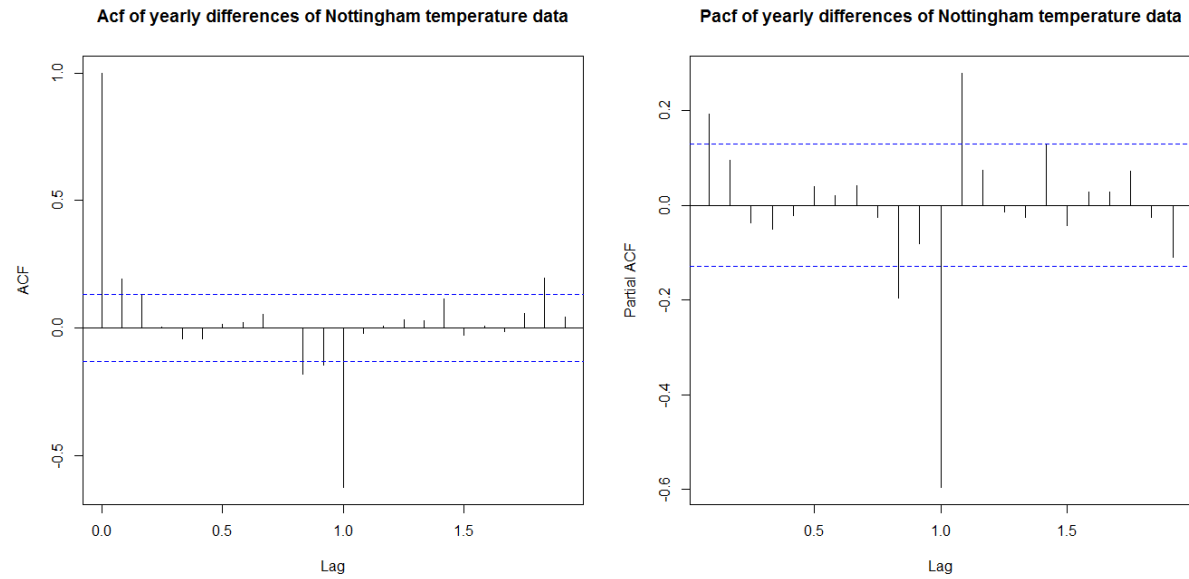 Acf of yearly differences of Nottingham temperature data
ACF
1.0
0.5
0.0
-0.5
0.0 0.5 1.0 1.5
Lag
Pacf of yearly differences of Nottingham temperature data
Partial ACF
0.2
0.0
-0.2
-0.4
-0.6
0.5 1.0 1.5
Lag